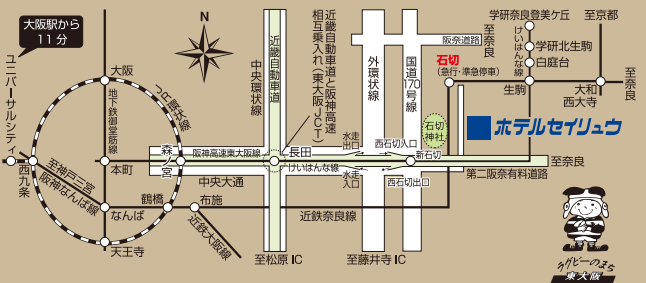 大阪駅から
11分
ユニバーサルシティ
西九条
大阪
JR環状線
地下鉄御堂筋線
本町
なんば
天王寺
至神戸三宮
阪神なんば線
鶴橋
布施
近鉄大阪線
森ノ宮
阪神高速東大阪線
中央大通
N
中央環状線
近畿自動車道
近畿自動車道と阪神高速
相互乗入れ(東大阪JCT)
長田
けいはんな線
近鉄奈良線
至松原IC
外環状線
国道170号線
至藤井寺IC
水走
出口
水走
入口
西石切入口
西石切出口
新石切
石切
神社
阪奈道路
至奈良
石切
(急行・準急停車)
学研奈良登美ケ丘
けいはんな線
学研北生駒
白庭台
生駒
至京都
大和
西大寺
至奈良
ホテルセイリュウ
至奈良
第二阪奈有料道路
ラグビーのまち
東大阪